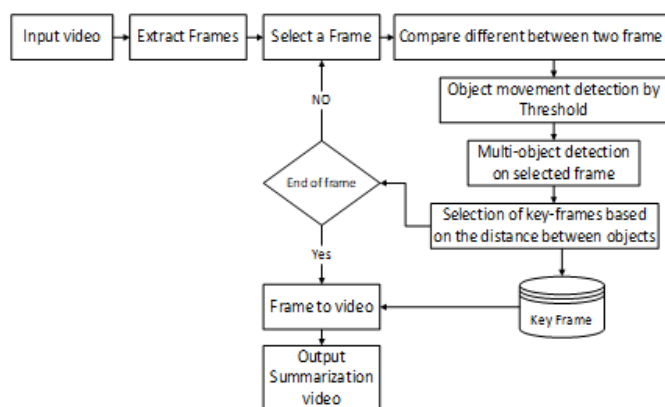 Input video
Extract Frames
Select a Frame
Compare different between two frame
Object movement detection by
Threshold
Multi-object detection
on selected frame
Selection of key-frames based
on the distance between objects
NO
End of frame
Yes
Frame to video
Key Frame
Output
Summarization
video